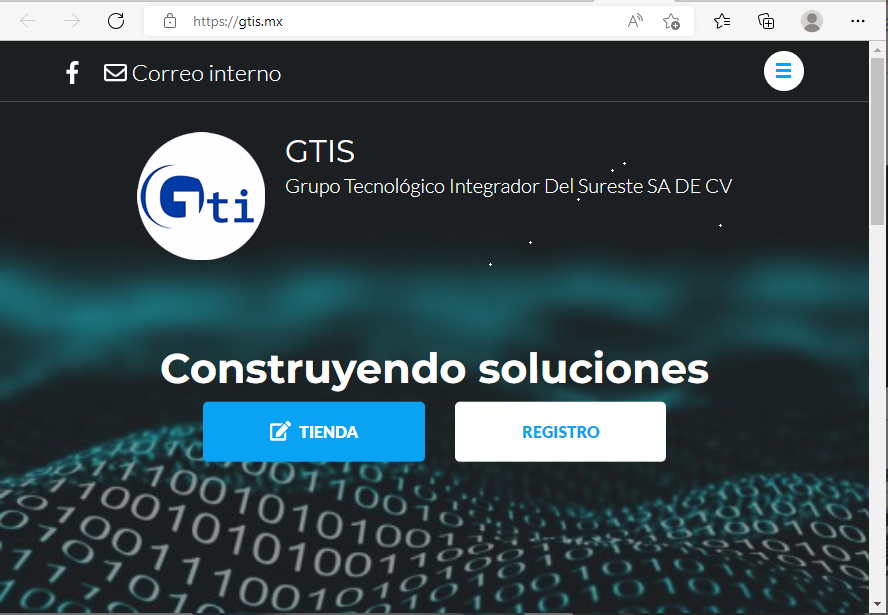 https://gtis.mx
Correo interno
GTIS
Grupo Tecnológico Integrador Del Sureste SA DE CV
Gti
Construyendo soluciones
TIENDA
REGISTRO